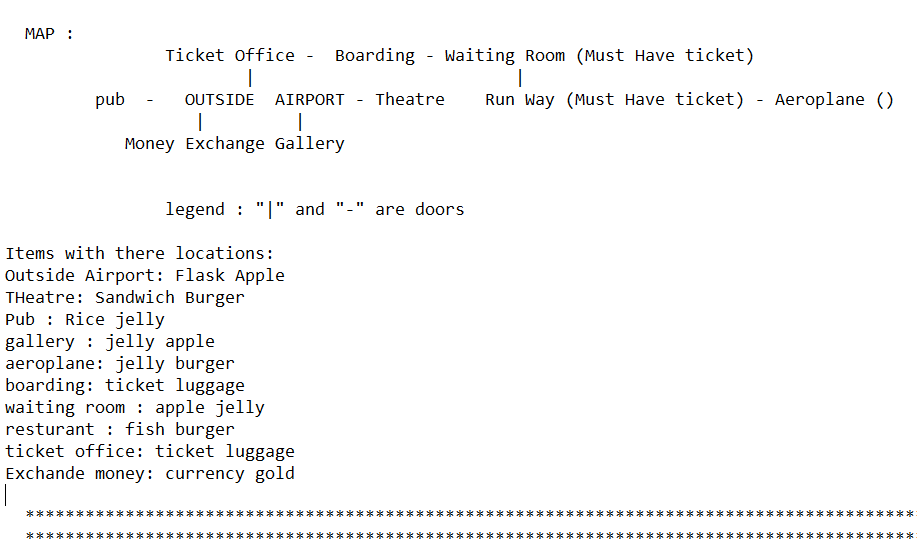 MAP :
Ticket Office - Boarding - Waiting Room (Must Have ticket)
| |
pub - OUTSIDE AIRPORT - Theatre Run Way (Must Have ticket) - Aeroplane ()
| |
Money Exchange Gallery
legend : "|" and "-" are doors
Items with there locations:
Outside Airport: Flask Apple
THeatre: Sandwich Burger
Pub : Rice jelly
gallery : jelly apple
aeroplane: jelly burger
boarding: ticket luggage
waiting room : apple jelly
resturant : fish burger
ticket office: ticket luggage
Exchande money: currency gold
*****************************************************************************************
*****************************************************************************************